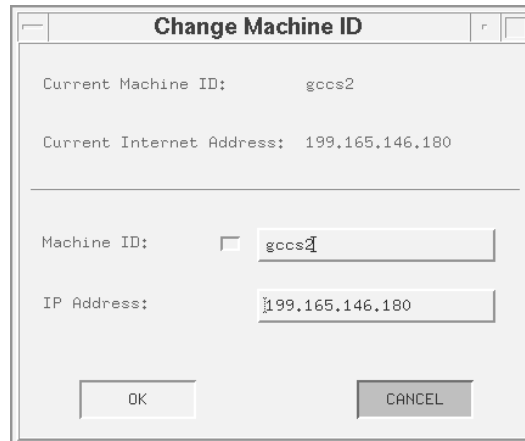 Change Machine ID
Current Machine ID: gccs2
Current Internet Address: 199.165.146.180
Machine ID: gccs2
IP Address: 199.165.146.180
OK CANCEL